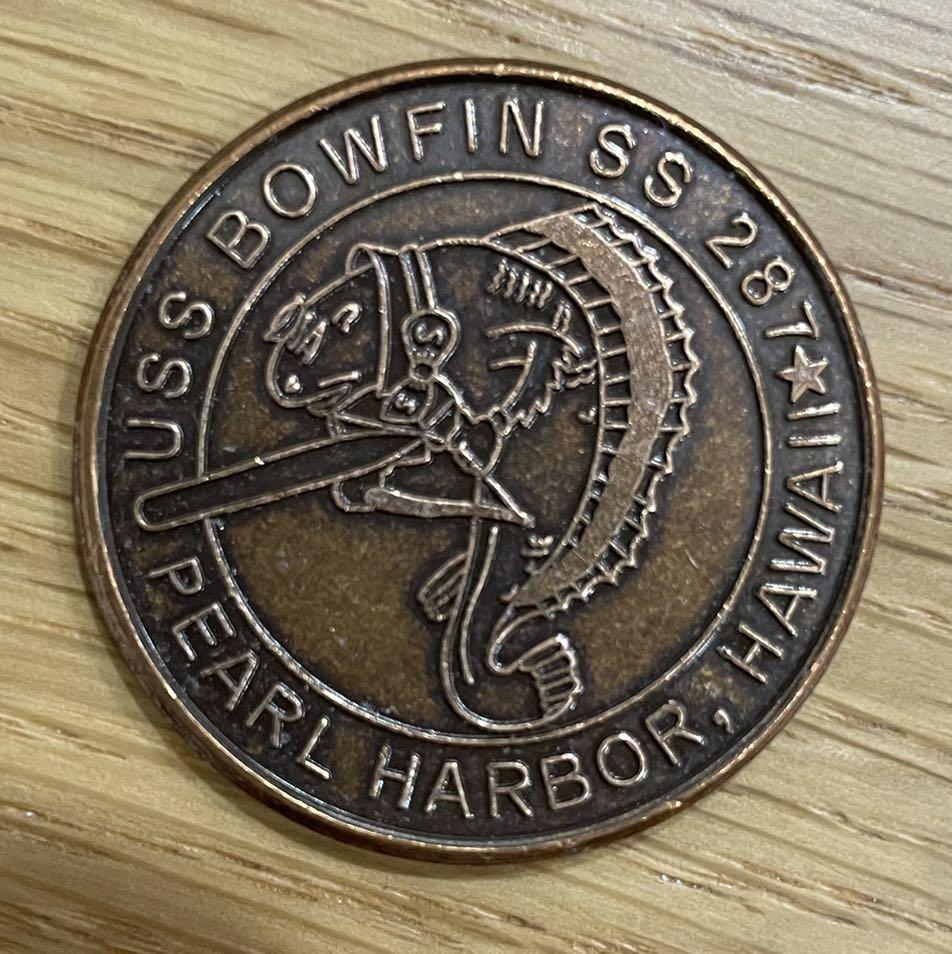 USS BOWFIN SS 287
PEARL HARBOR, HAWAII